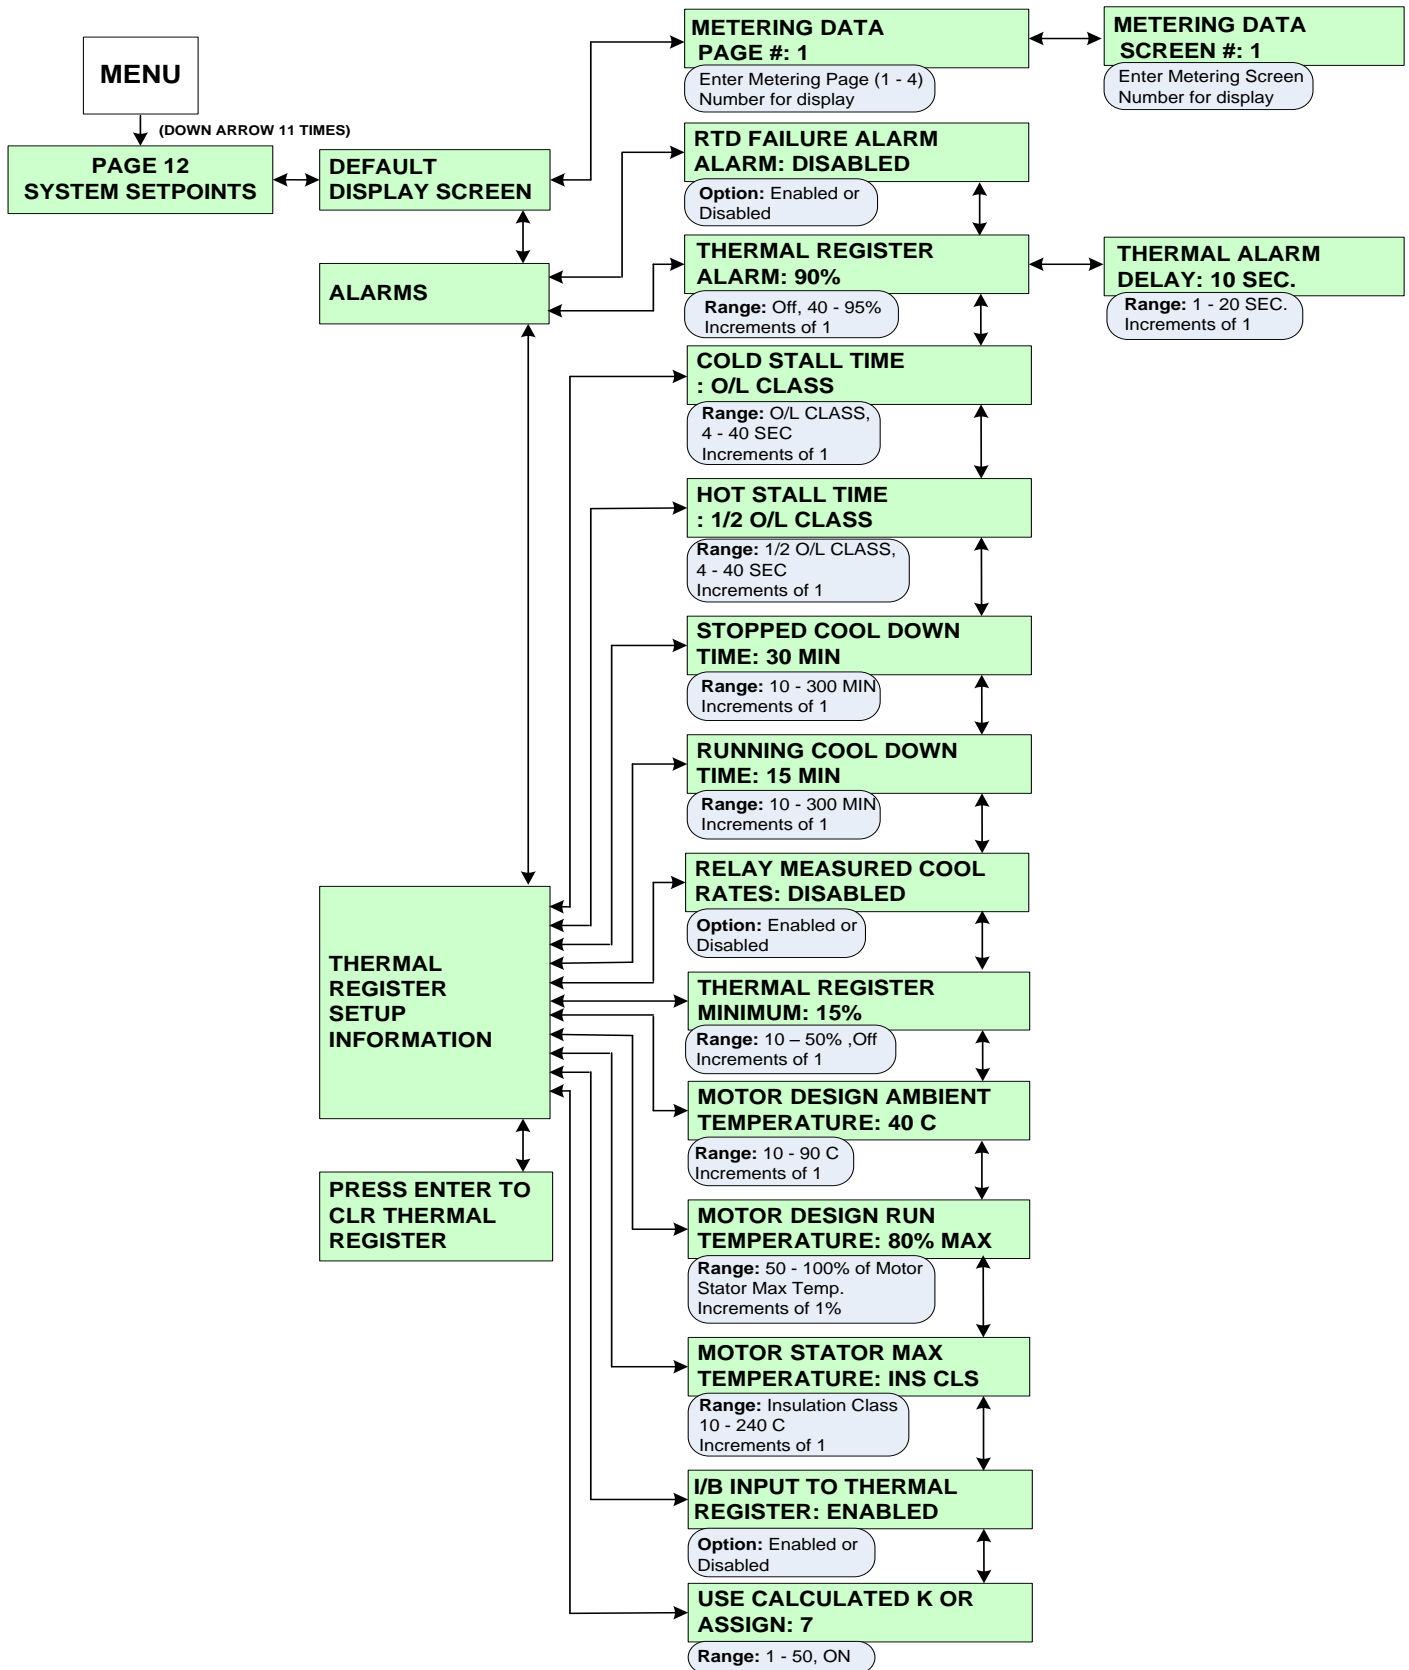 MENU
(DOWN ARROW 11 TIMES)
PAGE 12
SYSTEM SETPOINTS
DEFAULT
DISPLAY SCREEN
METERING DATA
PAGE #: 1
Enter Metering Page (1 - 4)
Number for display
METERING DATA
SCREEN #: 1
Enter Metering Screen
Number for display
ALARMS
RTD FAILURE ALARM
ALARM: DISABLED
Option: Enabled or
Disabled
THERMAL REGISTER
ALARM: 90%
Range: Off, 40 - 95%
Increments of 1
THERMAL ALARM
DELAY: 10 SEC.
Range: 1 - 20 SEC.
Increments of 1
THERMAL
REGISTER
SETUP
INFORMATION
COLD STALL TIME
: O/L CLASS
Range: O/L CLASS,
4 - 40 SEC
Increments of 1
HOT STALL TIME
: 1/2 O/L CLASS
Range: 1/2 O/L CLASS,
4 - 40 SEC
Increments of 1
STOPPED COOL DOWN
TIME: 30 MIN
Range: 10 - 300 MIN
Increments of 1
RUNNING COOL DOWN
TIME: 15 MIN
Range: 10 - 300 MIN
Increments of 1
RELAY MEASURED COOL
RATES: DISABLED
Option: Enabled or
Disabled
THERMAL REGISTER
MINIMUM: 15%
Range: 10 – 50% ,Off
Increments of 1
MOTOR DESIGN AMBIENT
TEMPERATURE: 40 C
Range: 10 - 90 C
Increments of 1
MOTOR DESIGN RUN
TEMPERATURE: 80% MAX
Range: 50 - 100% of Motor
Stator Max Temp.
Increments of 1%
MOTOR STATOR MAX
TEMPERATURE: INS CLS
Range: Insulation Class
10 - 240 C
Increments of 1
I/B INPUT TO THERMAL
REGISTER: ENABLED
Option: Enabled or
Disabled
USE CALCULATED K OR
ASSIGN: 7
Range: 1 - 50, ON
PRESS ENTER TO
CLR THERMAL
REGISTER